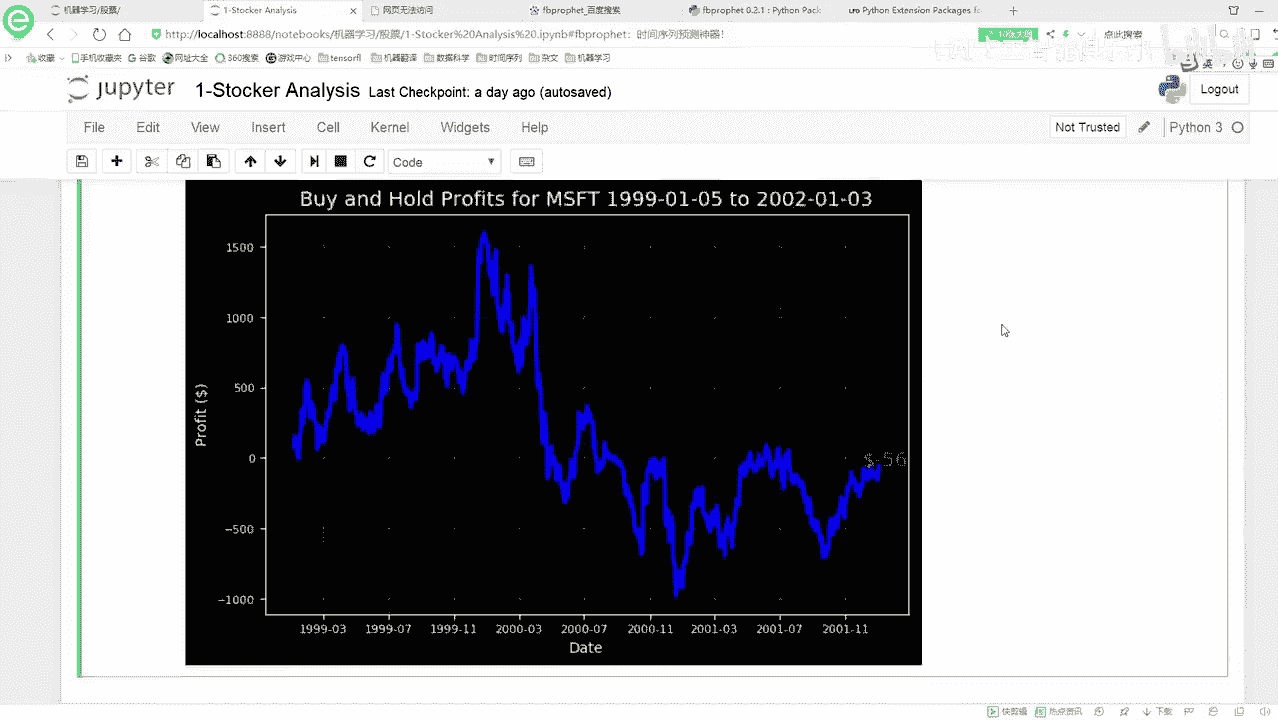 机器学习/股票/ 1-Stocker Analysis 网页无法访问 fbprophet_百度搜索 fbprophet 0.2.1 : Python Pack Python Extension Packages fo
http://localhost:8888/notebooks/机器学习/股票/1-Stocker%20Analysis%20.ipynb#fbprophet：时间序列预测神器！ 点此搜索
收藏 手机收藏夹 谷歌 网址大全 360搜索 游戏中心 tensorfl 机器翻译 数据科学 时间序列 杂文 机器学习
jupyter 1-Stocker Analysis Last Checkpoint: a day ago (autosaved) Logout
File Edit View Insert Cell Kernel Widgets Help Not Trusted Python 3
Code
Buy and Hold Profits for MSFT 1999-01-05 to 2002-01-03
1500
1000
500
0
−500
−1000
Profit ($)
$-56
1999-03 1999-07 1999-11 2000-03 2000-07 2000-11 2001-03 2001-07 2001-11
Date
快剪辑 热点资讯 下载